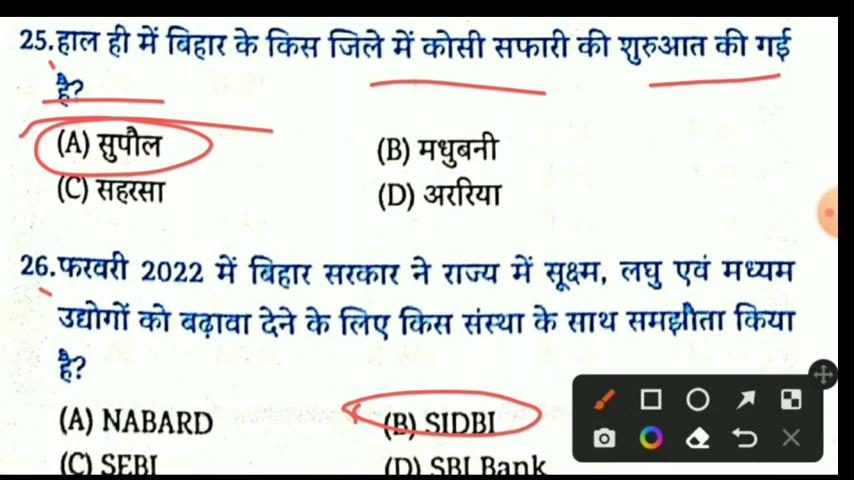 25.हाल ही में बिहार के किस जिले में कोसी सफारी की शुरुआत की गई
है?
(A) सुपौल (B) मधुबनी
(C) सहरसा (D) अररिया
26.फरवरी 2022 में बिहार सरकार ने राज्य में सूक्ष्म, लघु एवं मध्यम
उद्योगों को बढ़ावा देने के लिए किस संस्था के साथ समझौता किया
है?
(A) NABARD (B) SIDBI
(C) SEBI (D) SBI Bank